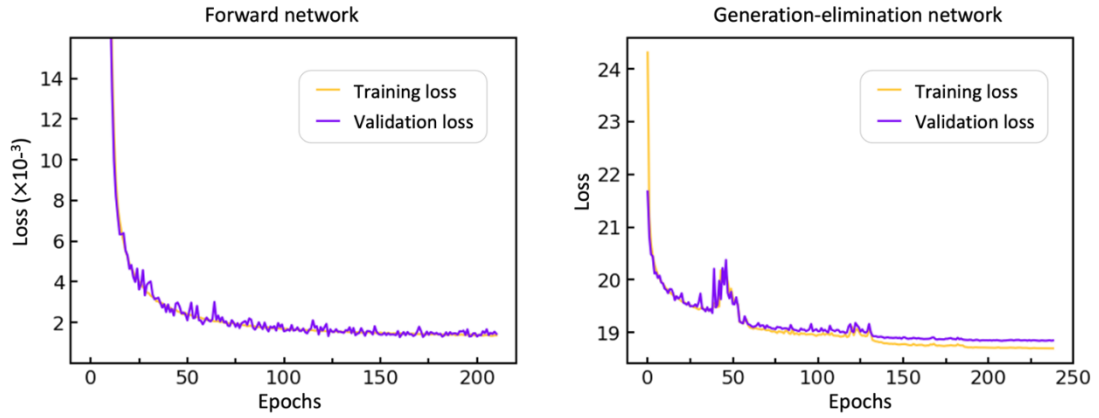 Forward network
Loss (×10-³)
14
12
10
8
6
4
2
Training loss
Validation loss
0 50 100 150 200
Epochs
Generation-elimination network
Loss
24
23
22
21
20
19
Training loss
Validation loss
0 50 100 150 200 250
Epochs